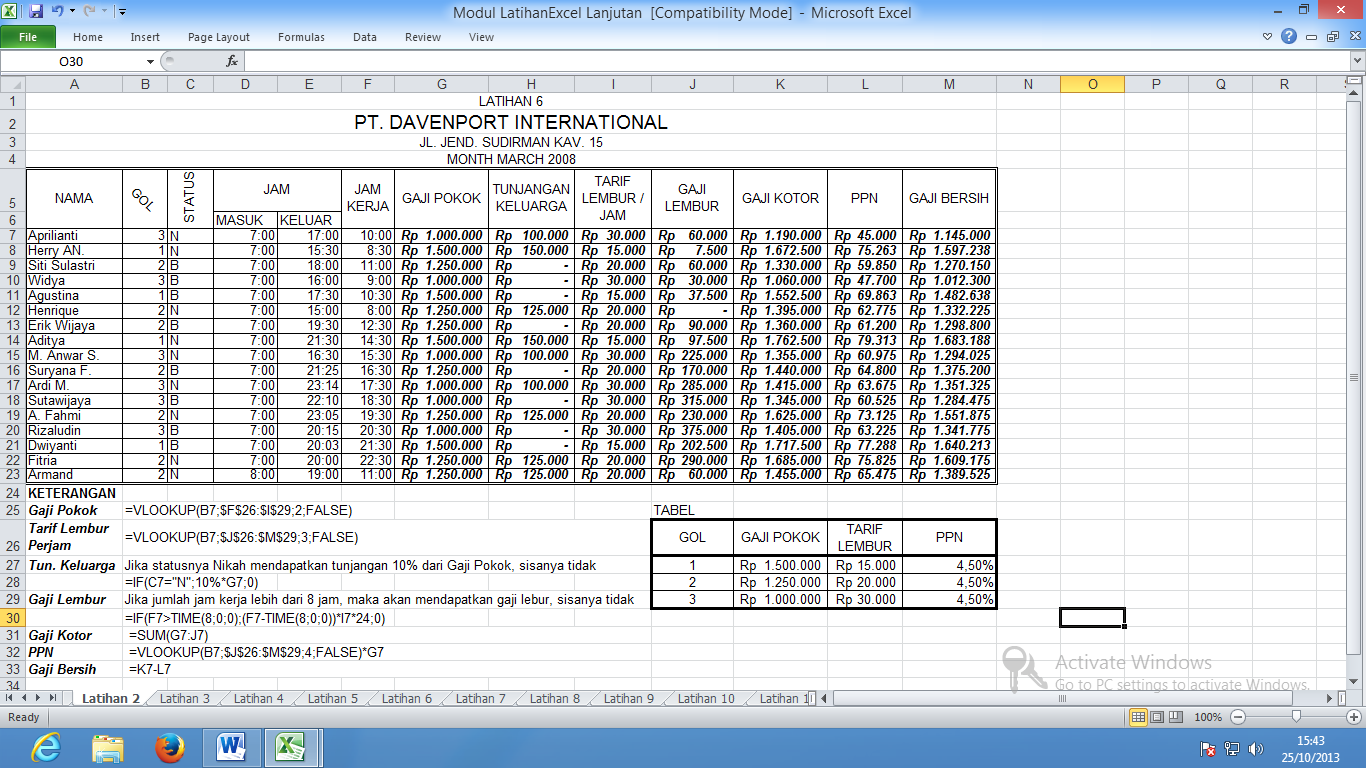 Modul LatihanExcel Lanjutan [Compatibility Mode] - Microsoft Excel
File Home Insert Page Layout Formulas Data Review View
O30 fx
A B C D E F G H I J K L M N O P Q R
1 LATIHAN 6
2 PT. DAVENPORT INTERNATIONAL
3 JL. JEND. SUDIRMAN KAV. 15
4 MONTH MARCH 2008
5 NAMA GOL STATUS JAM JAM KERJA GAJI POKOK TUNJANGAN KELUARGA TARIF LEMBUR / JAM GAJI LEMBUR GAJI KOTOR PPN GAJI BERSIH
6 MASUK KELUAR
7 Aprilianti 3 N 7:00 17:00 10:00 Rp 1.000.000 Rp 100.000 Rp 30.000 Rp 60.000 Rp 1.190.000 Rp 45.000 Rp 1.145.000
8 Herry AN. 1 N 7:00 15:30 8:30 Rp 1.500.000 Rp 150.000 Rp 15.000 Rp 7.500 Rp 1.672.500 Rp 75.263 Rp 1.597.238
9 Siti Sulastri 2 B 7:00 18:00 11:00 Rp 1.250.000 Rp - Rp 20.000 Rp 60.000 Rp 1.330.000 Rp 59.850 Rp 1.270.150
10 Widya 3 B 7:00 16:00 9:00 Rp 1.000.000 Rp - Rp 30.000 Rp 30.000 Rp 1.060.000 Rp 47.700 Rp 1.012.300
11 Agustina 1 B 7:00 17:30 10:30 Rp 1.500.000 Rp - Rp 15.000 Rp 37.500 Rp 1.552.500 Rp 69.863 Rp 1.482.638
12 Henrique 2 N 7:00 15:00 8:00 Rp 1.250.000 Rp 125.000 Rp 20.000 Rp - Rp 1.395.000 Rp 62.775 Rp 1.332.225
13 Erik Wijaya 2 B 7:00 19:30 12:30 Rp 1.250.000 Rp - Rp 20.000 Rp 90.000 Rp 1.360.000 Rp 61.200 Rp 1.298.800
14 Aditya 1 N 7:00 21:30 14:30 Rp 1.500.000 Rp 150.000 Rp 15.000 Rp 97.500 Rp 1.762.500 Rp 79.313 Rp 1.683.188
15 M. Anwar S. 3 N 7:00 16:30 15:30 Rp 1.000.000 Rp 100.000 Rp 30.000 Rp 225.000 Rp 1.355.000 Rp 60.975 Rp 1.294.025
16 Suryana F. 2 B 7:00 21:25 16:30 Rp 1.250.000 Rp - Rp 20.000 Rp 170.000 Rp 1.440.000 Rp 64.800 Rp 1.375.200
17 Ardi M. 3 N 7:00 23:14 17:30 Rp 1.000.000 Rp 100.000 Rp 30.000 Rp 285.000 Rp 1.415.000 Rp 63.675 Rp 1.351.325
18 Sutawijaya 3 B 7:00 22:10 18:30 Rp 1.000.000 Rp - Rp 30.000 Rp 315.000 Rp 1.345.000 Rp 60.525 Rp 1.284.475
19 A. Fahmi 2 N 7:00 23:05 19:30 Rp 1.250.000 Rp 125.000 Rp 20.000 Rp 230.000 Rp 1.625.000 Rp 73.125 Rp 1.551.875
20 Rizaludin 3 B 7:00 20:15 20:30 Rp 1.000.000 Rp - Rp 30.000 Rp 375.000 Rp 1.405.000 Rp 63.225 Rp 1.341.775
21 Dwiyanti 1 B 7:00 20:03 21:30 Rp 1.500.000 Rp - Rp 15.000 Rp 202.500 Rp 1.717.500 Rp 77.288 Rp 1.640.213
22 Fitria 2 N 7:00 20:00 22:30 Rp 1.250.000 Rp 125.000 Rp 20.000 Rp 290.000 Rp 1.685.000 Rp 75.825 Rp 1.609.175
23 Armand 2 N 8:00 19:00 11:00 Rp 1.250.000 Rp 125.000 Rp 20.000 Rp 60.000 Rp 1.455.000 Rp 65.475 Rp 1.389.525
24 KETERANGAN
25 Gaji Pokok =VLOOKUP(B7;$F$26:$I$29;2;FALSE) TABEL
26 Tarif Lembur Perjam =VLOOKUP(B7;$J$26:$M$29;3;FALSE) GOL GAJI POKOK TARIF LEMBUR PPN
27 Tun. Keluarga Jika statusnya Nikah mendapatkan tunjangan 10% dari Gaji Pokok, sisanya tidak 1 Rp 1.500.000 Rp 15.000 4,50%
28 =IF(C7="N";10%*G7;0) 2 Rp 1.250.000 Rp 20.000 4,50%
29 Gaji Lembur Jika jumlah jam kerja lebih dari 8 jam, maka akan mendapatkan gaji lebur, sisanya tidak 3 Rp 1.000.000 Rp 30.000 4,50%
30 =IF(F7>TIME(8;0;0);(F7-TIME(8;0;0))*I7*24;0)
31 Gaji Kotor =SUM(G7:J7)
32 PPN =VLOOKUP(B7;$J$26:$M$29;4;FALSE)*G7
33 Gaji Bersih =K7-L7
34
Activate Windows
Go to PC settings to activate Windows.
Latihan 2 Latihan 3 Latihan 4 Latihan 5 Latihan 6 Latihan 7 Latihan 8 Latihan 9 Latihan 10 Latihan 1
Ready 100%
15:43
25/10/2013